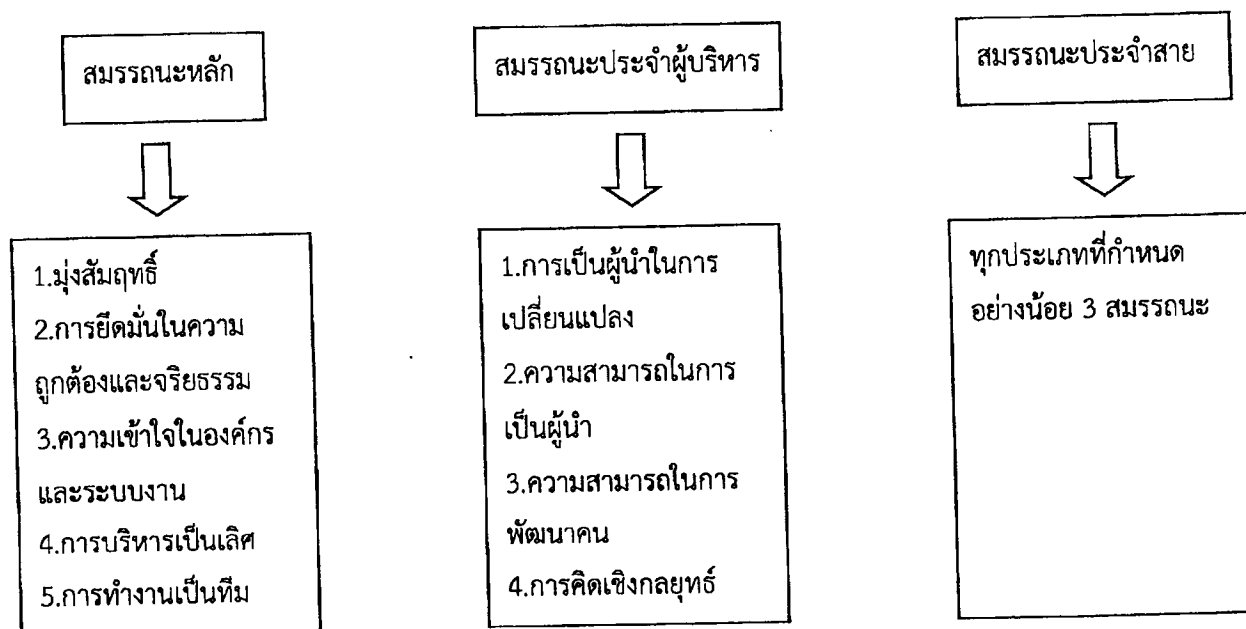 สมรรถนะหลัก
สมรรถนะประจำผู้บริหาร
สมรรถนะประจำสาย
1.มุ่งสัมฤทธิ์
2.การยึดมั่นในความ
ถูกต้องและจริยธรรม
3.ความเข้าใจในองค์กร
และระบบงาน
4.การบริหารเป็นเลิศ
5.การทำงานเป็นทีม
1.การเป็นผู้นำในการ
เปลี่ยนแปลง
2.ความสามารถในการ
เป็นผู้นำ
3.ความสามารถในการ
พัฒนาคน
4.การคิดเชิงกลยุทธ์
ทุกประเภทที่กำหนด
อย่างน้อย 3 สมรรถนะ